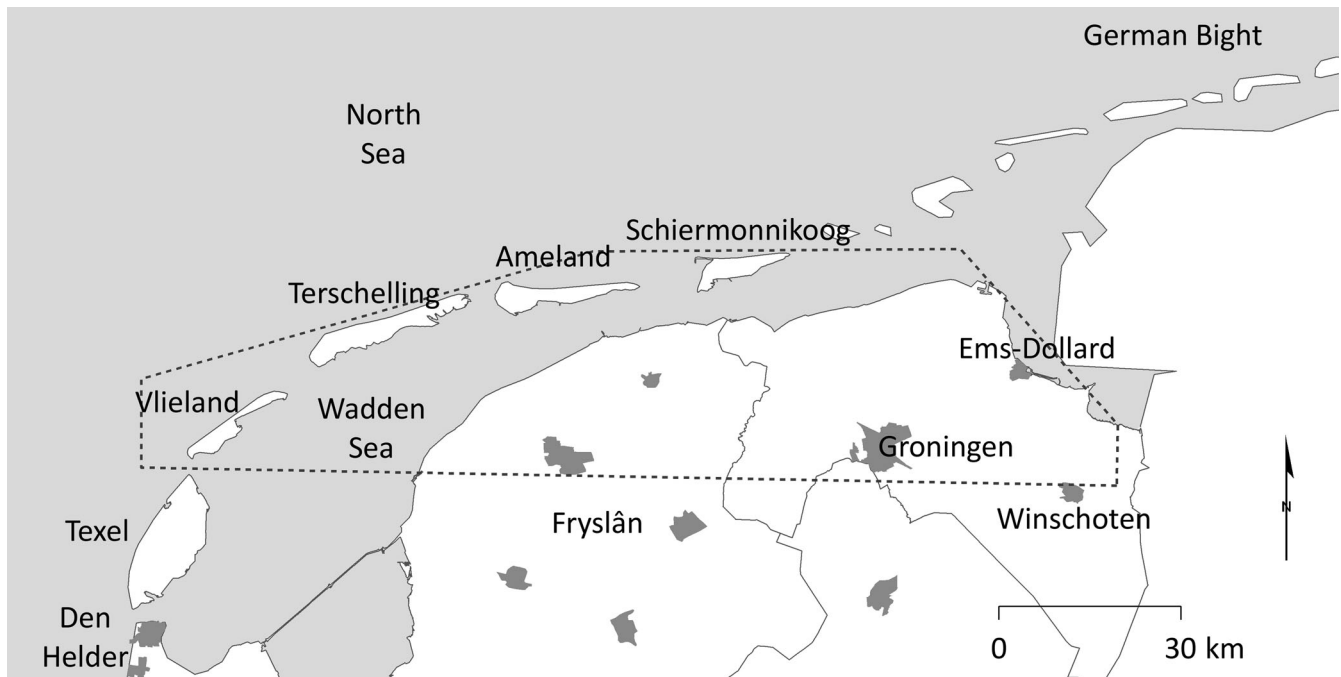 German Bight
North
Sea
Schiermonnikoog
Ameland
Terschelling
Ems-Dollard
Vlieland
Wadden
Sea
Groningen
Texel
Fryslân
Winschoten
N
Den
Helder
0
30 km